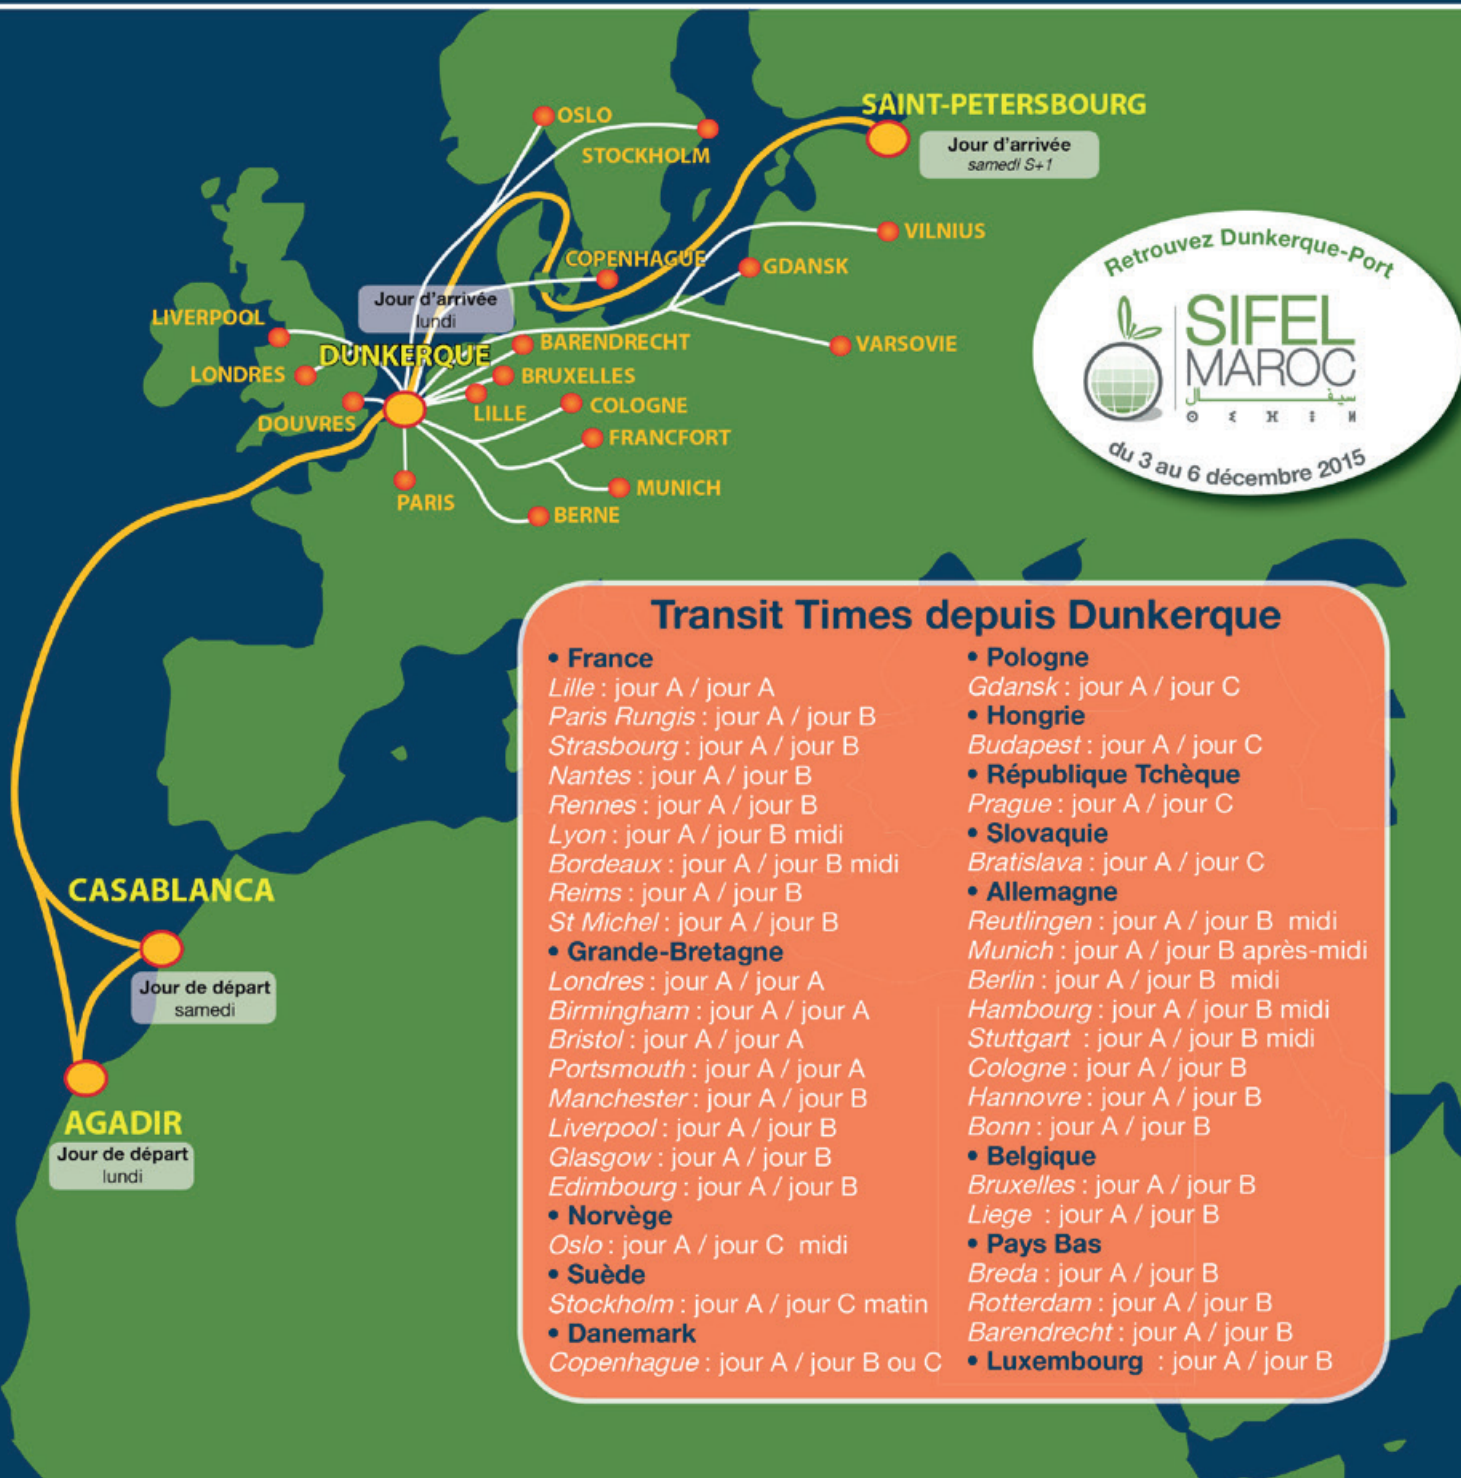 OSLO
STOCKHOLM
SAINT-PETERSBOURG
Jour d'arrivée
samedi S+1
VILNIUS
COPENHAGUE
GDANSK
Jour d'arrivée
lundi
LIVERPOOL
DUNKERQUE
BARENDRECHT
VARSOVIE
LONDRES
BRUXELLES
DOUVRES
LILLE
COLOGNE
FRANCFORT
PARIS
MUNICH
BERNE
Retrouvez Dunkerque-Port
SIFEL
MAROC
سيفال
ⵙ ⵉ ⴼ ⵓ ⵍ
du 3 au 6 décembre 2015
CASABLANCA
Jour de départ
samedi
AGADIR
Jour de départ
lundi
Transit Times depuis Dunkerque
• France
Lille : jour A / jour A
Paris Rungis : jour A / jour B
Strasbourg : jour A / jour B
Nantes : jour A / jour B
Rennes : jour A / jour B
Lyon : jour A / jour B midi
Bordeaux : jour A / jour B midi
Reims : jour A / jour B
St Michel : jour A / jour B
• Grande-Bretagne
Londres : jour A / jour A
Birmingham : jour A / jour A
Bristol : jour A / jour A
Portsmouth : jour A / jour A
Manchester : jour A / jour B
Liverpool : jour A / jour B
Glasgow : jour A / jour B
Edimbourg : jour A / jour B
• Norvège
Oslo : jour A / jour C midi
• Suède
Stockholm : jour A / jour C matin
• Danemark
Copenhague : jour A / jour B ou C
• Pologne
Gdansk : jour A / jour C
• Hongrie
Budapest : jour A / jour C
• République Tchèque
Prague : jour A / jour C
• Slovaquie
Bratislava : jour A / jour C
• Allemagne
Reutlingen : jour A / jour B midi
Munich : jour A / jour B après-midi
Berlin : jour A / jour B midi
Hambourg : jour A / jour B midi
Stuttgart : jour A / jour B midi
Cologne : jour A / jour B
Hannovre : jour A / jour B
Bonn : jour A / jour B
• Belgique
Bruxelles : jour A / jour B
Liege : jour A / jour B
• Pays Bas
Breda : jour A / jour B
Rotterdam : jour A / jour B
Barendrecht : jour A / jour B
• Luxembourg : jour A / jour B